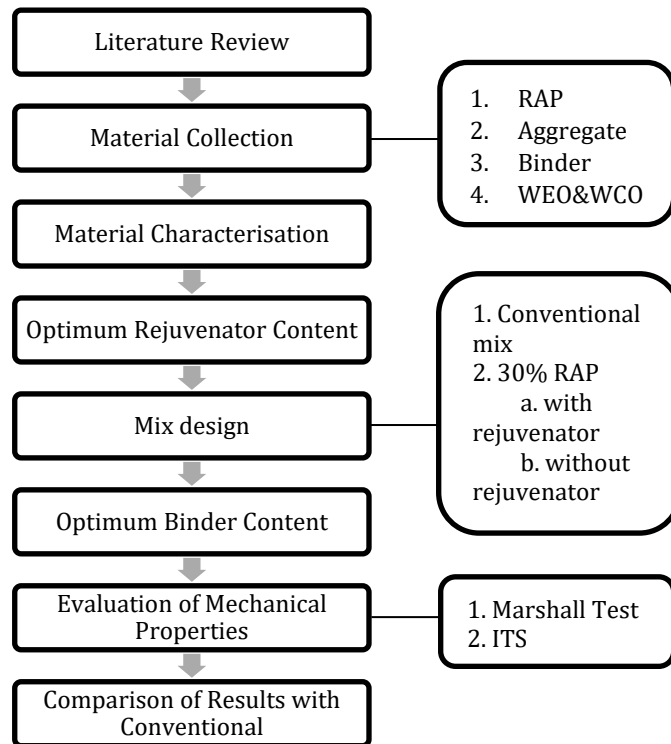 Literature Review
Material Collection
1. RAP
2. Aggregate
3. Binder
4. WEO&WCO
Material Characterisation
Optimum Rejuvenator Content
Mix design
1. Conventional
mix
2. 30% RAP
a. with
rejuvenator
b. without
rejuvenator
Optimum Binder Content
Evaluation of Mechanical
Properties
1. Marshall Test
2. ITS
Comparison of Results with
Conventional